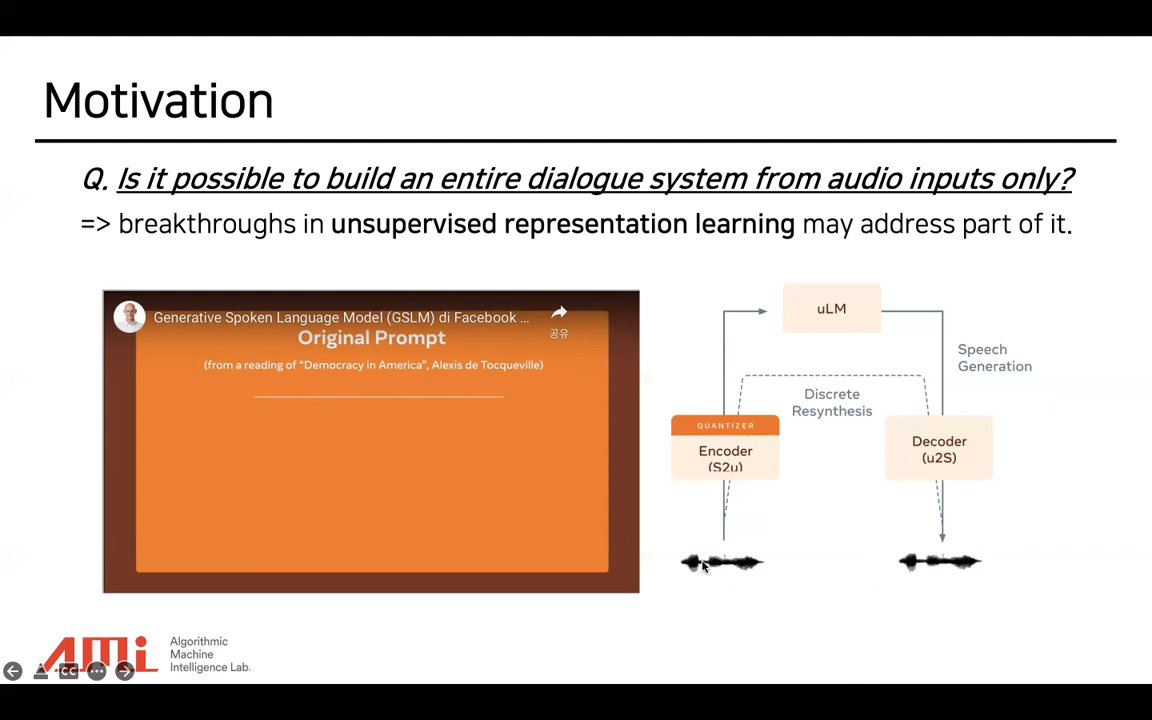 Motivation
Q. Is it possible to build an entire dialogue system from audio inputs only?
=> breakthroughs in unsupervised representation learning may address part of it.
Generative Spoken Language Model (GSLM) di Facebook ...
공유
Original Prompt
(from a reading of “Democracy in America”, Alexis de Tocqueville)
uLM
Speech
Generation
Discrete
Resynthesis
QUANTIZER
Encoder
(S2u)
Decoder
(u2S)
AMi
Algorithmic
Machine
Intelligence Lab.
CC